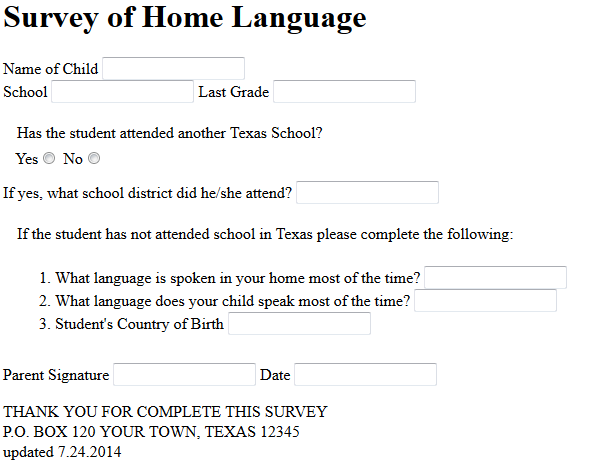 Survey of Home Language
Name of Child
School Last Grade
Has the student attended another Texas School?
Yes No
If yes, what school district did he/she attend?
If the student has not attended school in Texas please complete the following:
1. What language is spoken in your home most of the time?
2. What language does your child speak most of the time?
3. Student's Country of Birth
Parent Signature Date
THANK YOU FOR COMPLETE THIS SURVEY
P.O. BOX 120 YOUR TOWN, TEXAS 12345
updated 7.24.2014